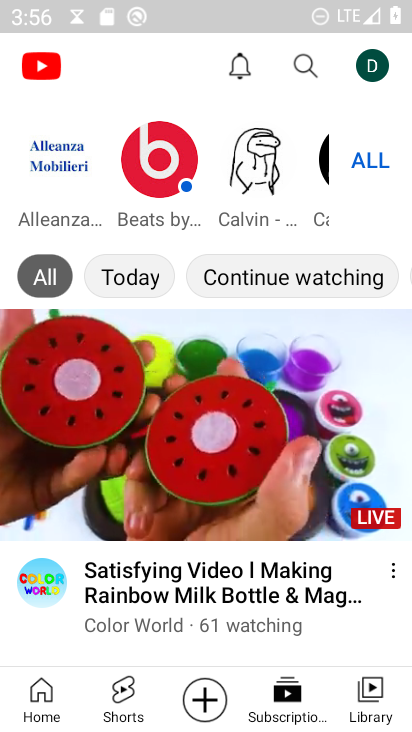 3:56
LTE
D
Alleanza
Mobilieri
ALL
Alleanza...
Beats by...
Calvin - ...
Ca
All
Today
Continue watching
LIVE
COLOR
WORLD
Satisfying Video l Making
Rainbow Milk Bottle & Mag...
Color World · 61 watching
Home
Shorts
Subscriptio...
Library